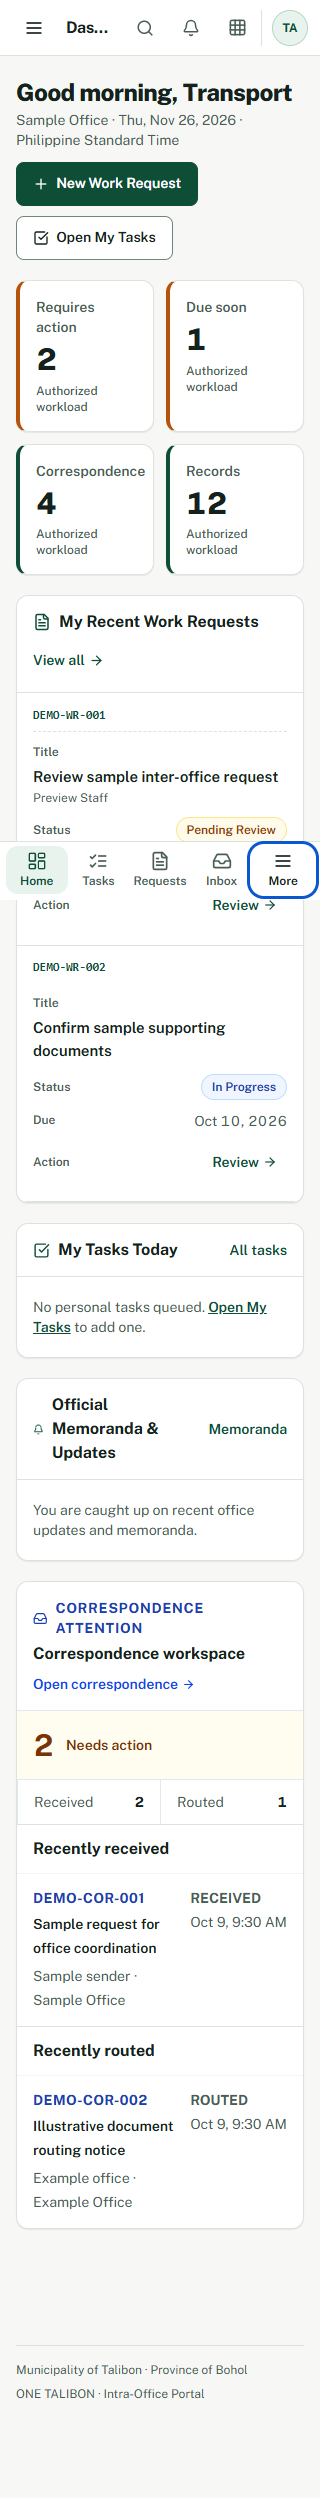 Das...
TA
Good morning, Transport
Sample Office · Thu, Nov 26, 2026 ·
Philippine Standard Time
New Work Request
Open My Tasks
Requires
action
2
Authorized
workload
Due soon
1
Authorized
workload
Correspondence
4
Authorized
workload
Records
12
Authorized
workload
My Recent Work Requests
View all →
DEMO-WR-001
Title
Review sample inter-office request
Preview Staff
Status
Pending Review
Home
Tasks
Requests
Inbox
More
Action
Review →
DEMO-WR-002
Title
Confirm sample supporting
documents
Status
In Progress
Due
Oct 10, 2026
Action
Review →
My Tasks Today
All tasks
No personal tasks queued. Open My
Tasks to add one.
Official
Memoranda &
Updates
Memoranda
You are caught up on recent office
updates and memoranda.
CORRESPONDENCE
ATTENTION
Correspondence workspace
Open correspondence →
2 Needs action
Received 2
Routed 1
Recently received
DEMO-COR-001
Sample request for
office coordination
Sample sender ·
Sample Office
RECEIVED
Oct 9, 9:30 AM
Recently routed
DEMO-COR-002
Illustrative document
routing notice
Example office ·
Example Office
ROUTED
Oct 9, 9:30 AM
Municipality of Talibon · Province of Bohol
ONE TALIBON · Intra-Office Portal